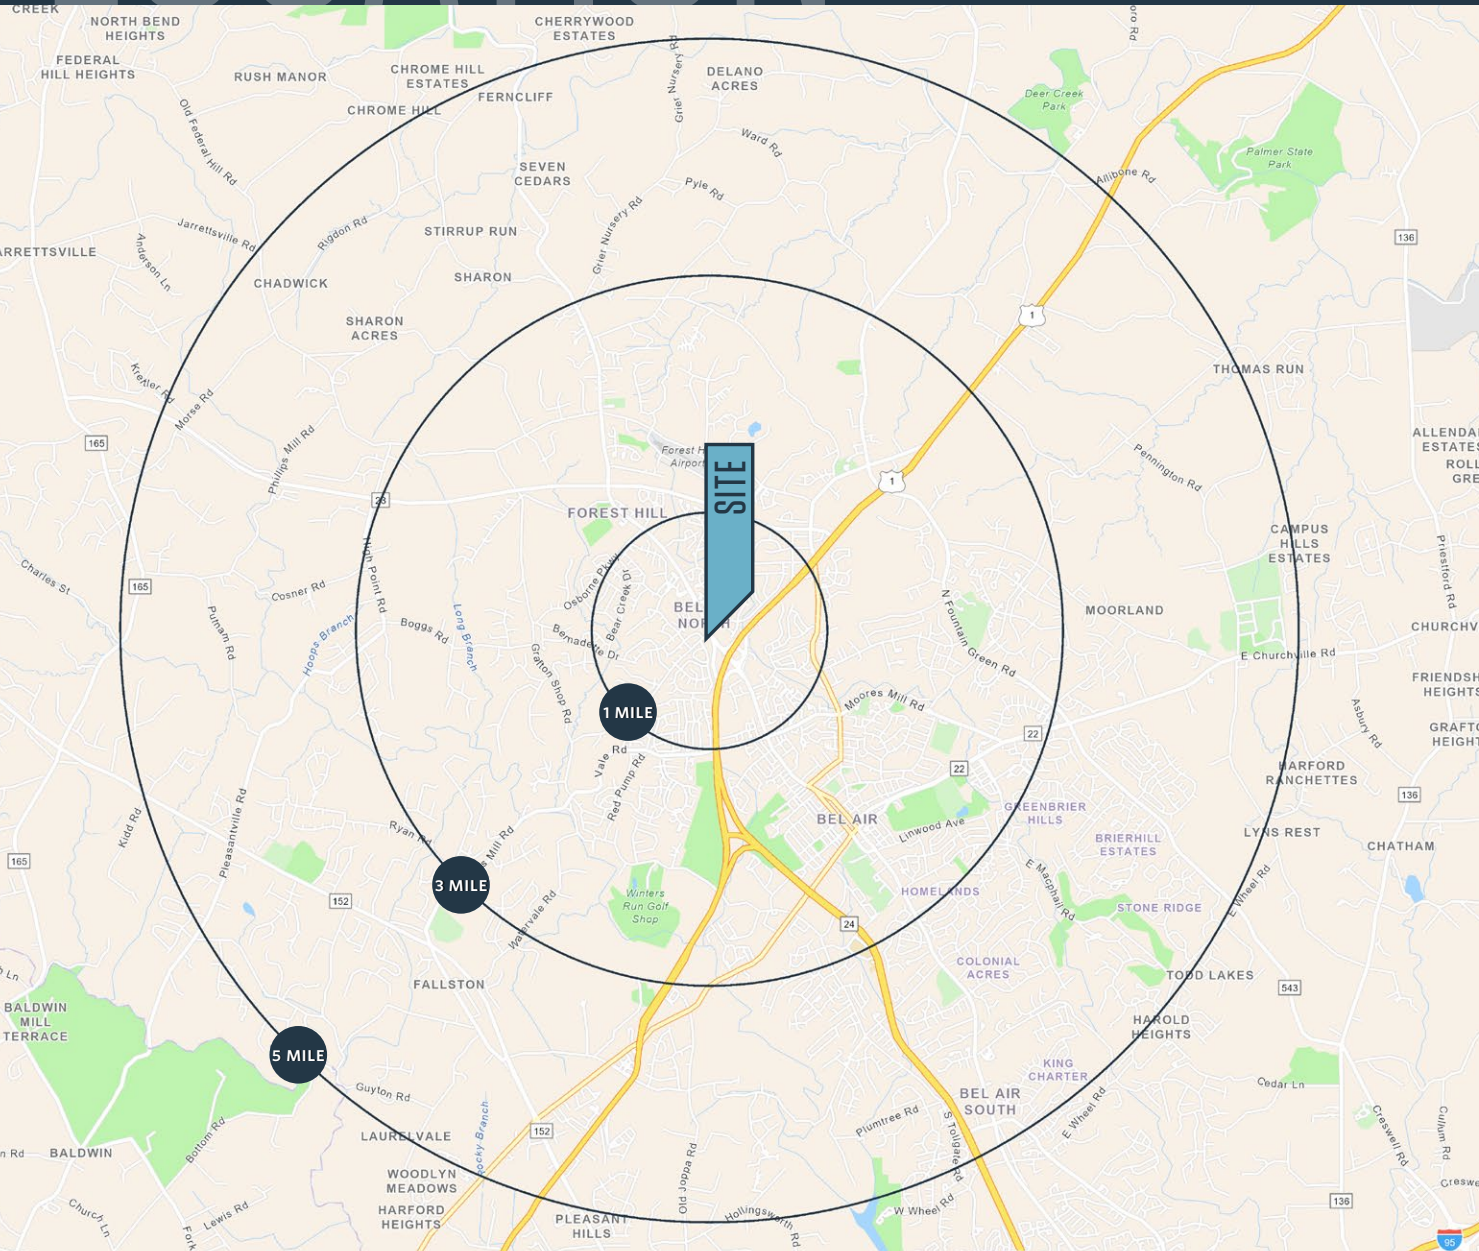 CREEK
NORTH BEND
HEIGHTS
CHERRYWOOD
ESTATES
FEDERAL
HILL HEIGHTS
RUSH MANOR
CHROME HILL
ESTATES
CHROME HILL
FERNCLIFF
Grier Nursery Rd
DELANO
ACRES
Deer Creek
Park
Old Federal Hill Rd
Ward Rd
Palmer State
Park
SEVEN
CEDARS
Pyle Rd
Allibone Rd
Jarrettsville Rd
Rigdon Rd
STIRRUP RUN
Grier Nursery Rd
136
ARRETTSVILLE
Anderson Ln
CHADWICK
SHARON
SHARON
ACRES
1
Morse Rd
THOMAS RUN
165
Phillips Mill Rd
Forest H
Airport
SITE
1
Pennington Rd
ALLENDA
ESTATES
ROLL
GRE
23
FOREST HILL
CAMPUS
HILLS
ESTATES
Priestford Rd
High Point Rd
Charles St
165
Cosner Rd
Osborne Pkwy
Bear Creek Dr
BEL
NO
H
MOORLAND
Putnam Rd
Hoops Branch
Boggs Rd
Long Branch
Bernadette Dr
N Fountain Green Rd
CHURCHV
E Churchville Rd
Grafton Shop Rd
FRIENDSH
HEIGHTS
1 MILE
Moores Mill Rd
Asbury Rd
GRAFTO
HEIGHT
22
Vale Rd
Red Pump Rd
22
HARFORD
RANCHETTES
136
Kidd Rd
Pleasantville Rd
Ryan Rd
s Mill Rd
BEL AIR
Linwood Ave
GREENBRIER
HILLS
BRIERHILL
ESTATES
LYNS REST
CHATHAM
165
3 MILE
152
Winters
Run Golf
Shop
HOMELANDS
E Macphail Rd
STONE RIDGE
E Wheel Rd
Watervale Rd
24
FALLSTON
COLONIAL
ACRES
TODD LAKES
543
BALDWIN
MILL
TERRACE
HAROLD
HEIGHTS
5 MILE
KING
CHARTER
Cedar Ln
Guyton Rd
BEL AIR
SOUTH
E Wheel Rd
Plumtree Rd
S Tollgate Rd
Creswell Rd
Cullum Rd
LAURELVALE
Rocky Branch
152
n Rd
BALDWIN
Bottom Rd
WOODLYN
MEADOWS
Old Joppa Rd
Creswe
136
HARFORD
HEIGHTS
Church Ln
Lewis Rd
Fork
PLEASANT
HILLS
Hollingsworth Rd
W Wheel Rd
95